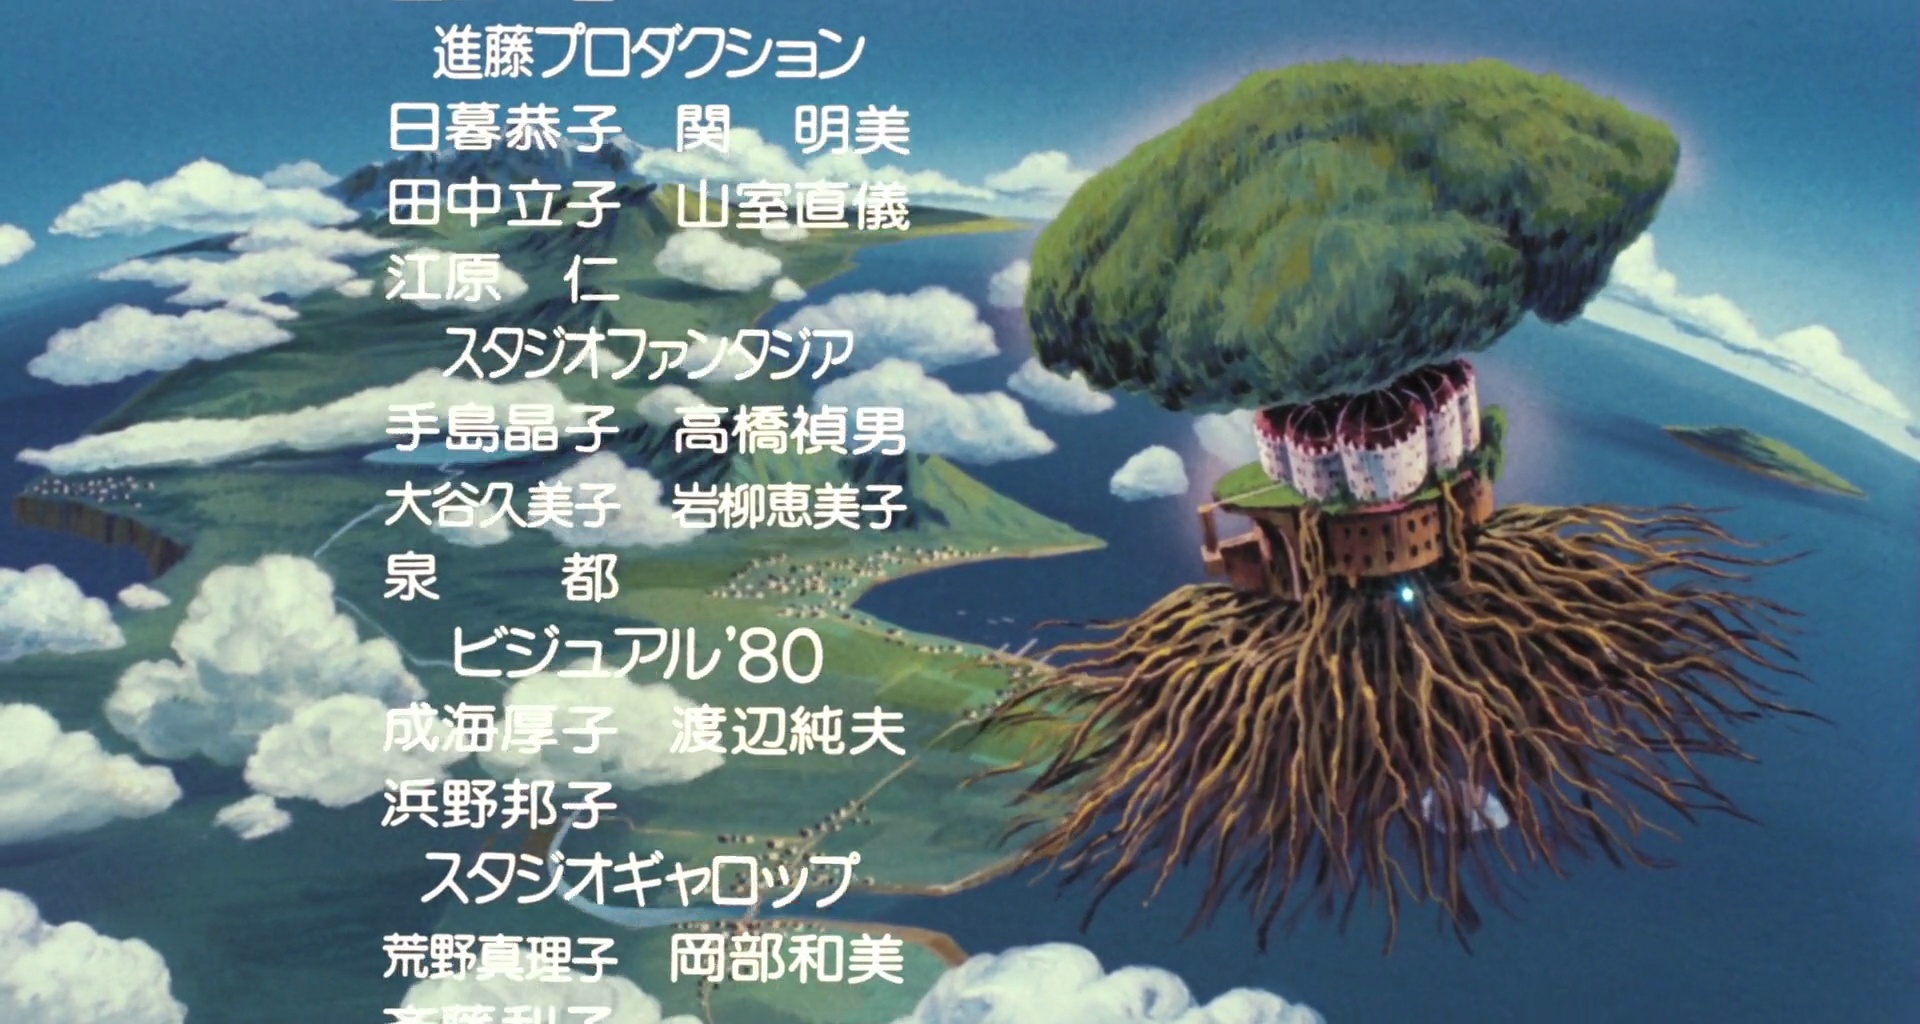 進藤プロダクション
日暮恭子　関　明美
田中立子　山室直儀
江原　仁
スタジオファンタジア
手島晶子　高橋禎男
大谷久美子　岩柳恵美子
泉　　都
ビジュアル'80
成海厚子　渡辺純夫
浜野邦子
スタジオギャロップ
荒野真理子　岡部和美